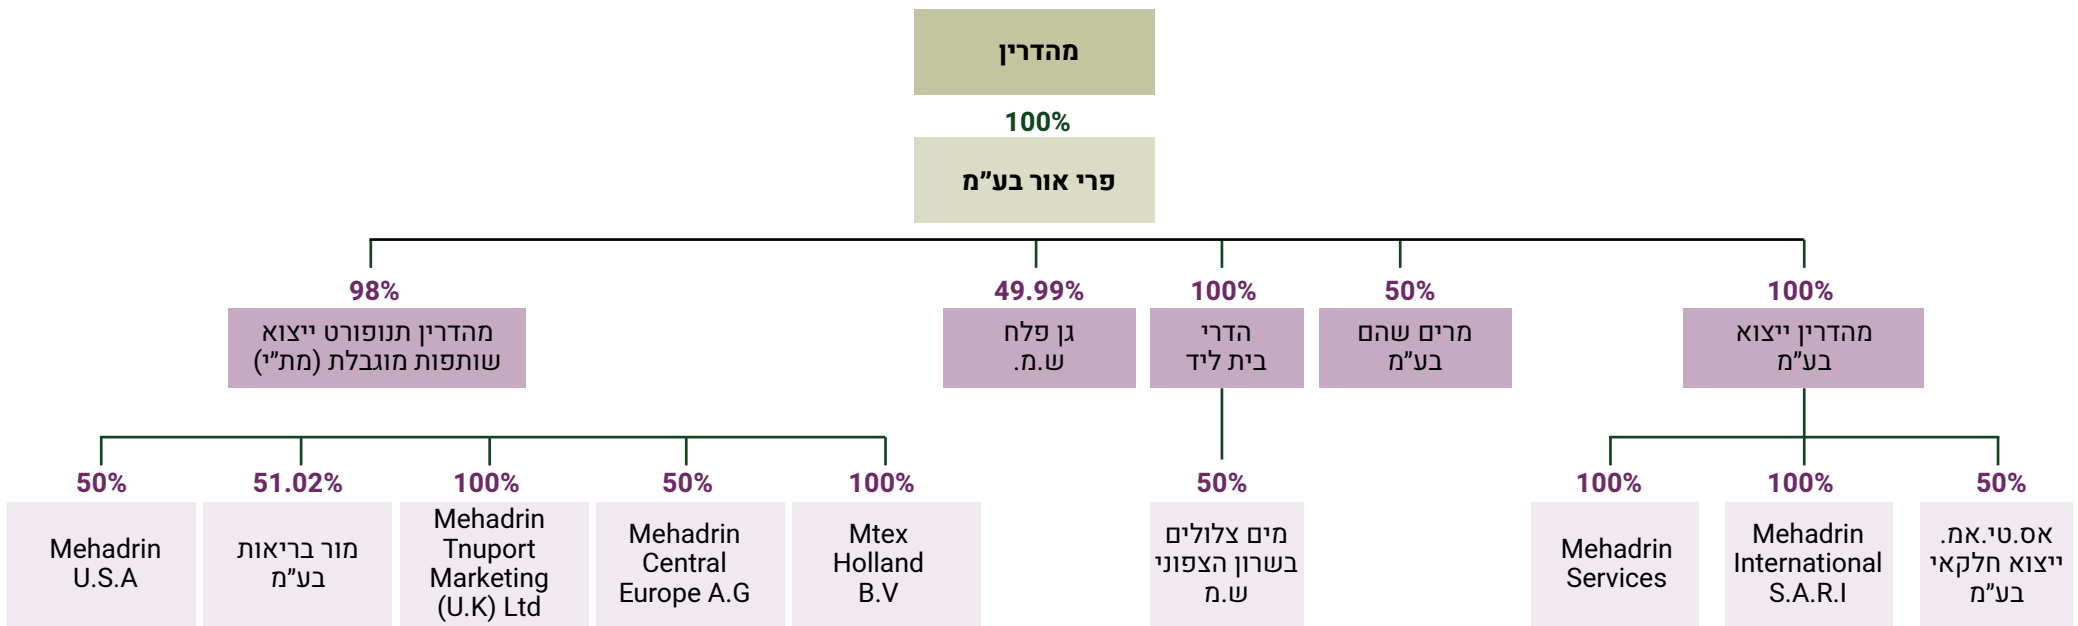 מהדרין
100%
פרי אור בע"מ
98%
מהדרין תנופורט ייצוא
שותפות מוגבלת (מת"י)
49.99%
גן פלח
ש.מ.
100%
הדרי
בית ליד
50%
מרים שהם
בע"מ
100%
מהדרין ייצוא
בע"מ
50%
Mehadrin
U.S.A
51.02%
מור בריאות
בע"מ
100%
Mehadrin
Tnuport
Marketing
(U.K) Ltd
50%
Mehadrin
Central
Europe A.G
100%
Mtex
Holland
B.V
50%
מים צלולים
בשרון הצפוני
ש.מ
100%
Mehadrin
Services
100%
Mehadrin
International
S.A.R.I
50%
אס.טי.אמ.
ייצוא חלקאי
בע"מ